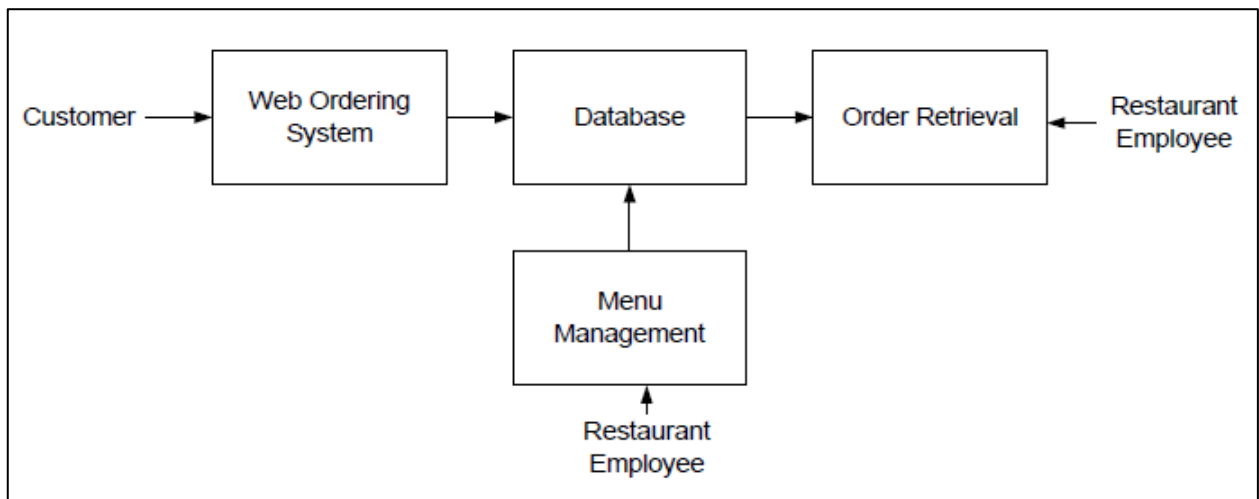 Customer
Web Ordering
System
Database
Order Retrieval
Restaurant
Employee
Menu
Management
Restaurant
Employee